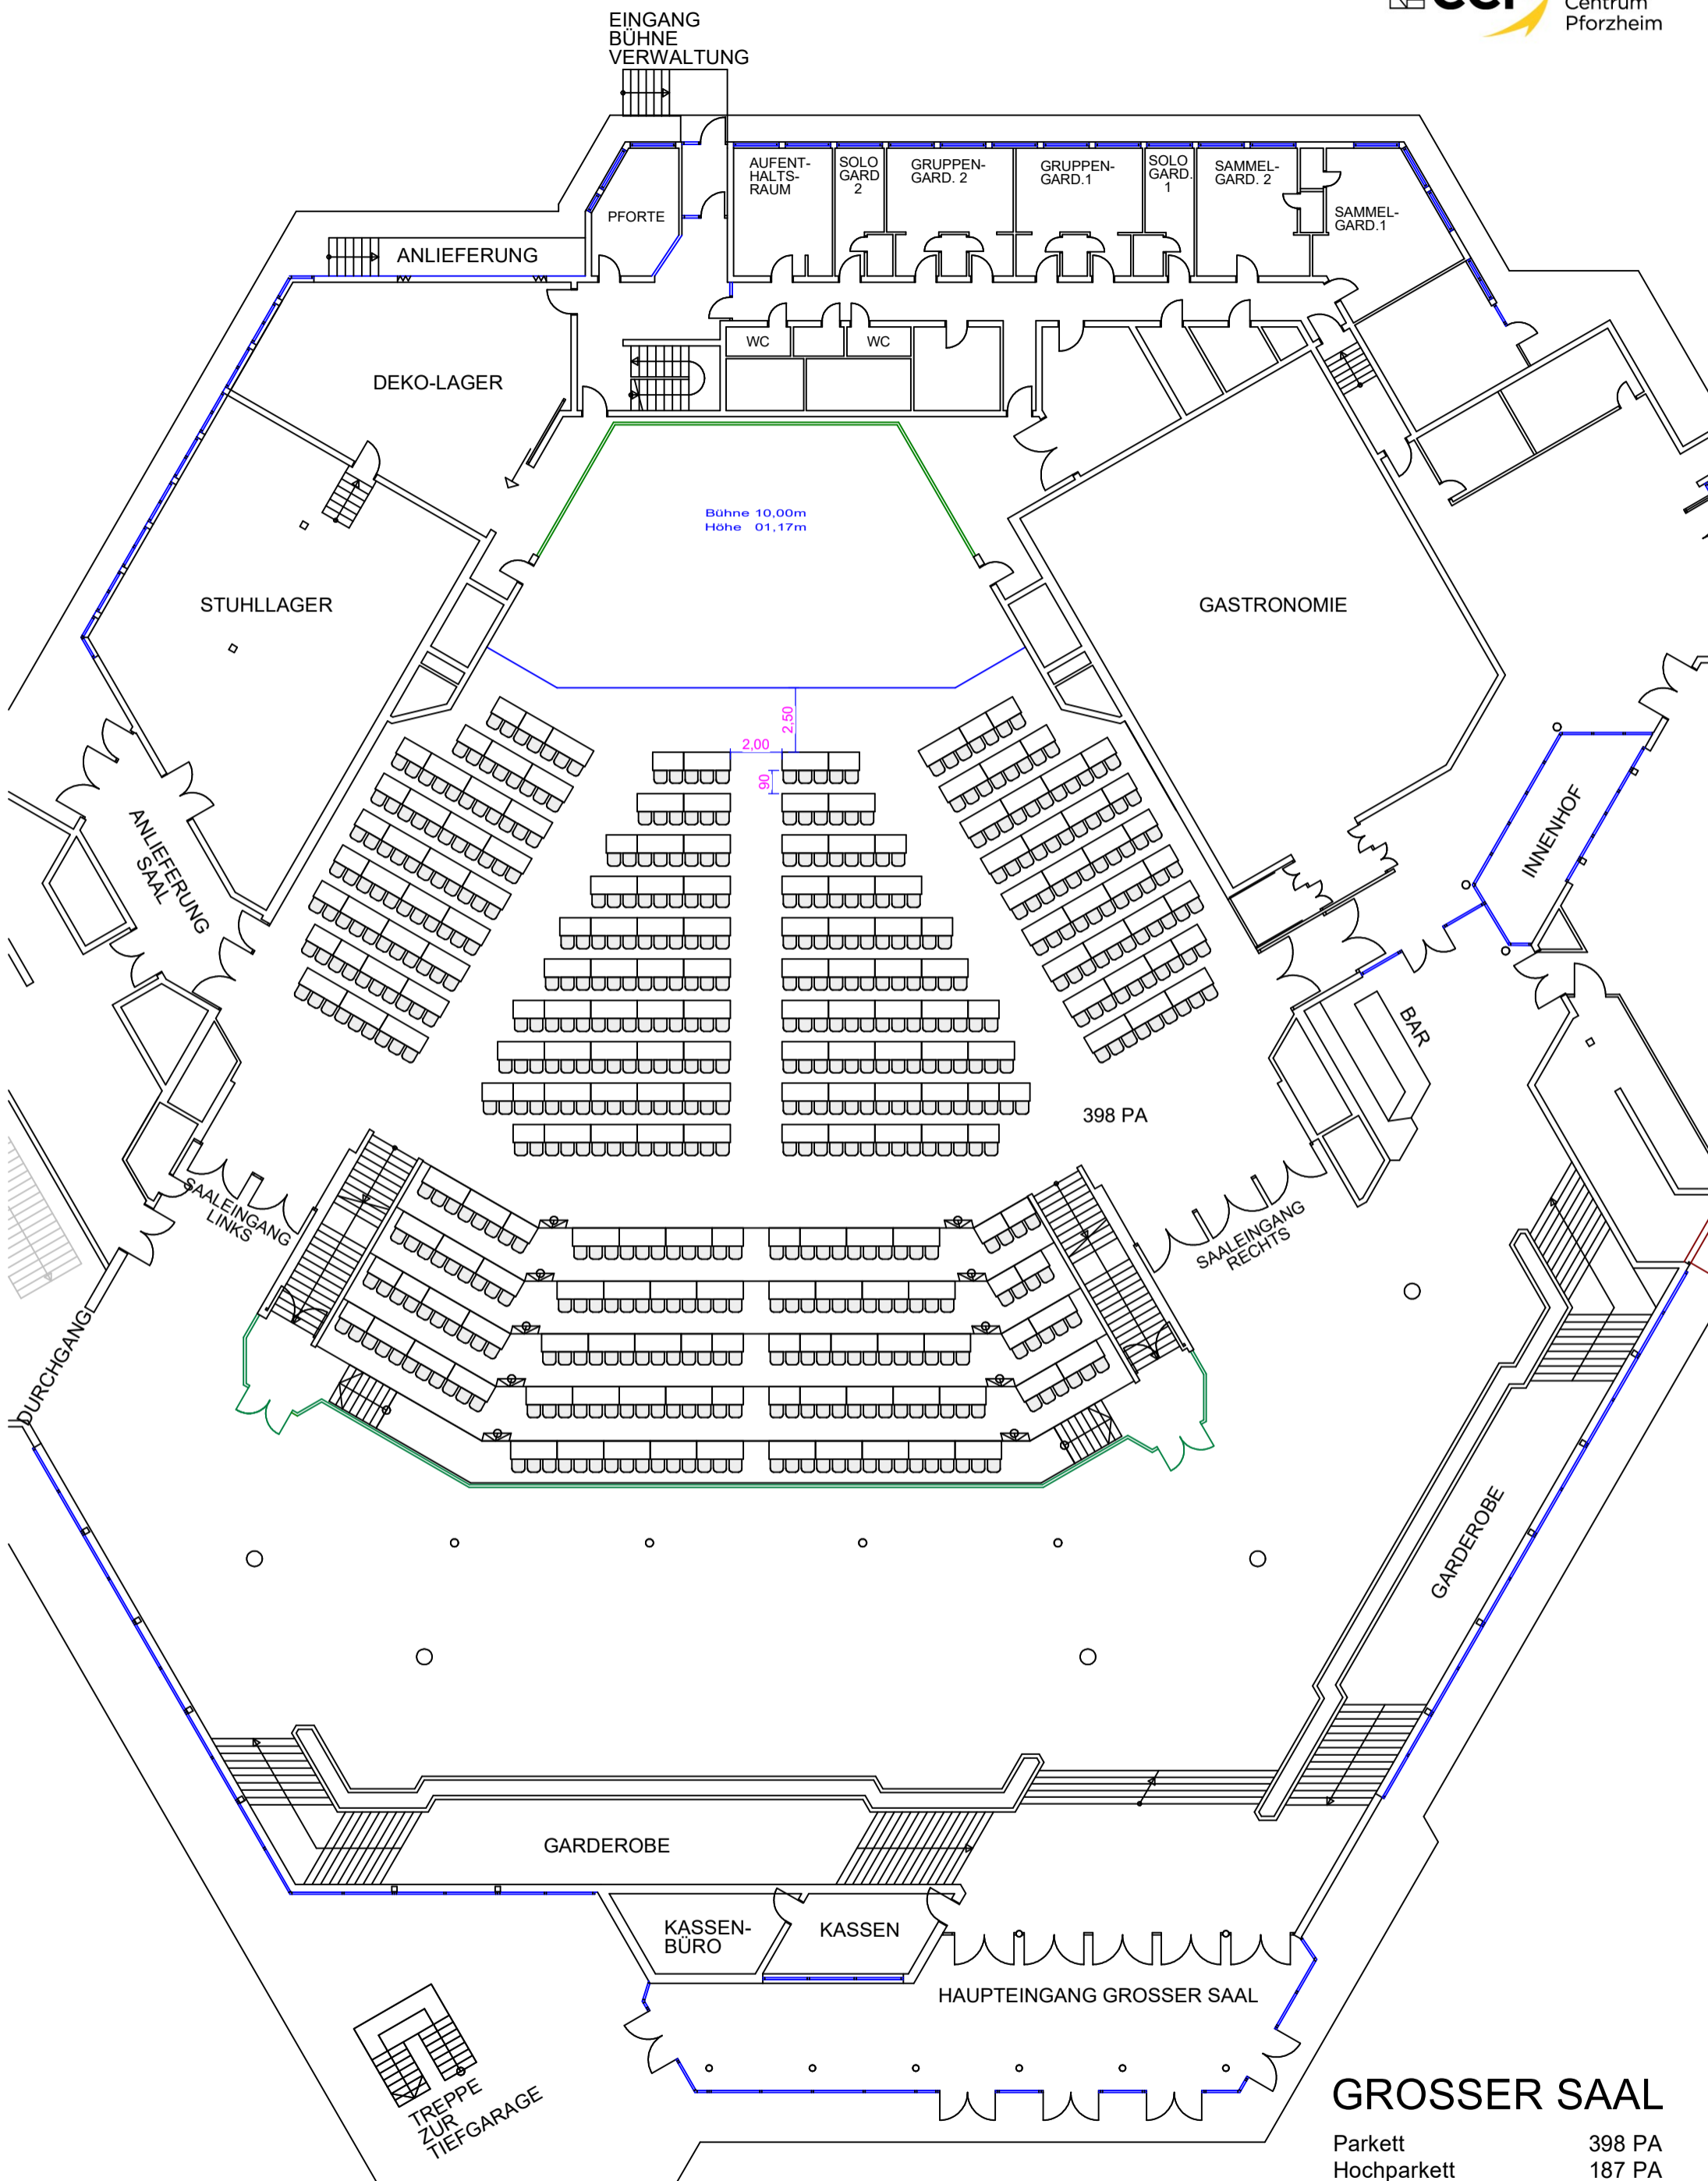 Centrum
Pforzheim
EINGANG
BÜHNE
VERWALTUNG
AUFENT-
HALTS-
RAUM
SOLO
GARD
2
GRUPPEN-
GARD. 2
GRUPPEN-
GARD.1
SOLO
GARD.
1
SAMMEL-
GARD. 2
SAMMEL-
GARD.1
PFORTE
ANLIEFERUNG
WC
WC
DEKO-LAGER
Bühne 10,00m
Höhe 01,17m
STUHLLAGER
GASTRONOMIE
2,50
2,00
90
INNENHOF
ANLIEFERUNG
SAAL
BAR
398 PA
SAALEINGANG
LINKS
SAALEINGANG
RECHTS
DURCHGANG
GARDEROBE
GARDEROBE
KASSEN-
BÜRO
KASSEN
HAUPTEINGANG GROSSER SAAL
TREPPE
ZUR
TIEFGARAGE
GROSSER SAAL
Parkett 398 PA
Hochparkett 187 PA